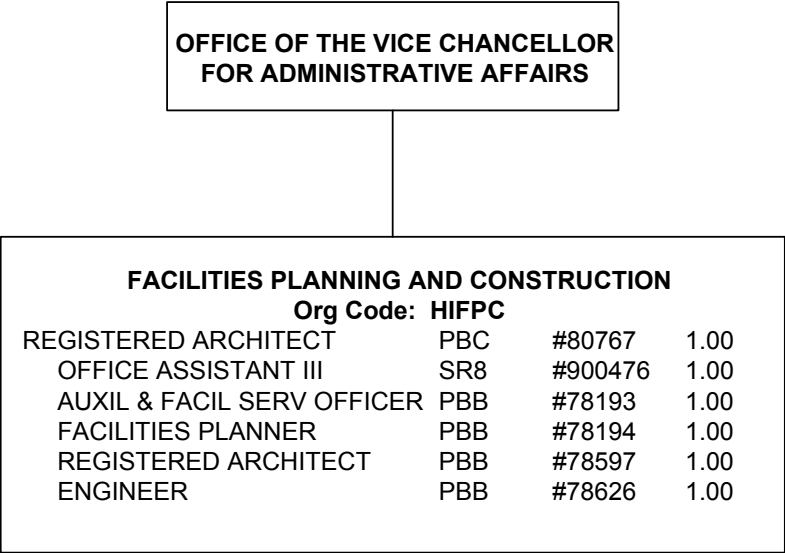 OFFICE OF THE VICE CHANCELLOR
FOR ADMINISTRATIVE AFFAIRS
FACILITIES PLANNING AND CONSTRUCTION
Org Code: HIFPC
REGISTERED ARCHITECT PBC #80767 1.00
OFFICE ASSISTANT III SR8 #900476 1.00
AUXIL & FACIL SERV OFFICER PBB #78193 1.00
FACILITIES PLANNER PBB #78194 1.00
REGISTERED ARCHITECT PBB #78597 1.00
ENGINEER PBB #78626 1.00